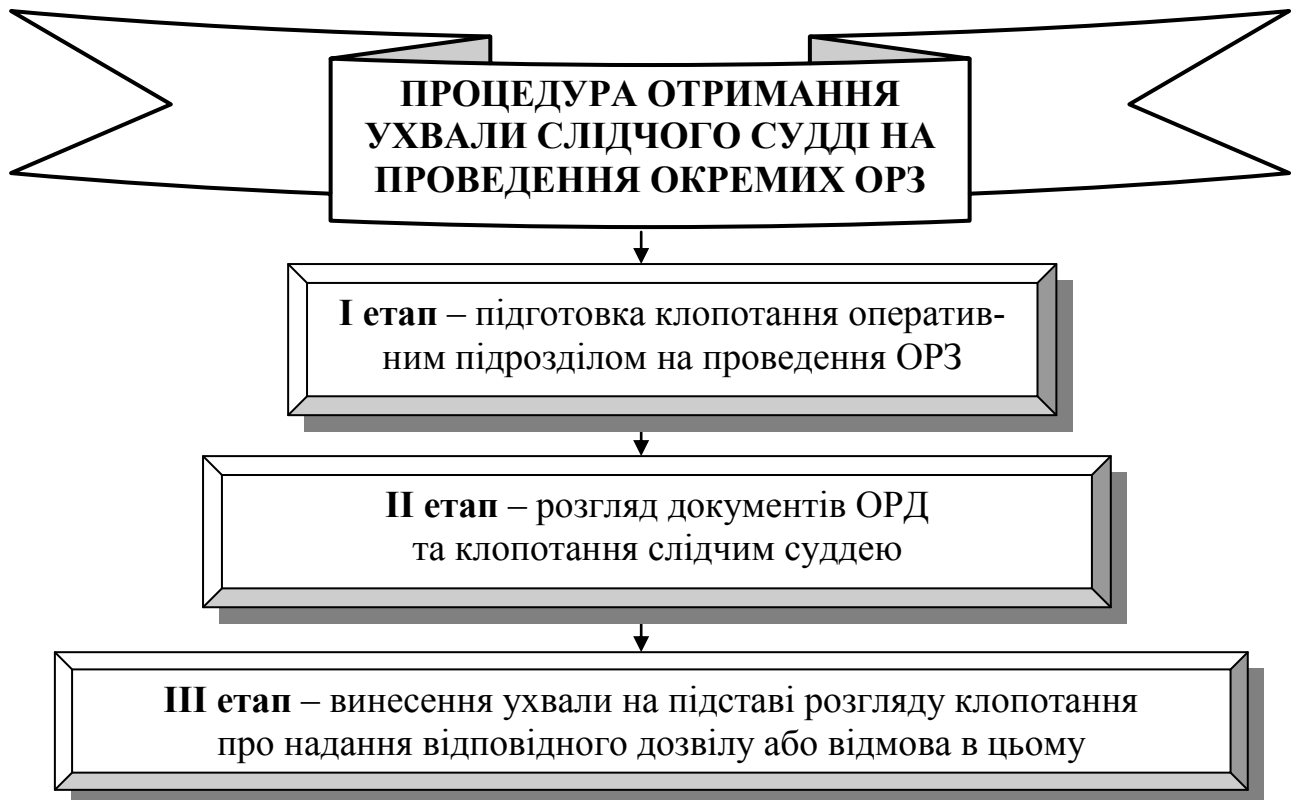 ПРОЦЕДУРА ОТРИМАННЯ
УХВАЛИ СЛІДЧОГО СУДДІ НА
ПРОВЕДЕННЯ ОКРЕМИХ ОРЗ
І етап – підготовка клопотання оператив-
ним підрозділом на проведення ОРЗ
ІІ етап – розгляд документів ОРД
та клопотання слідчим суддею
ІІІ етап – винесення ухвали на підставі розгляду клопотання
про надання відповідного дозвілу або відмова в цьому